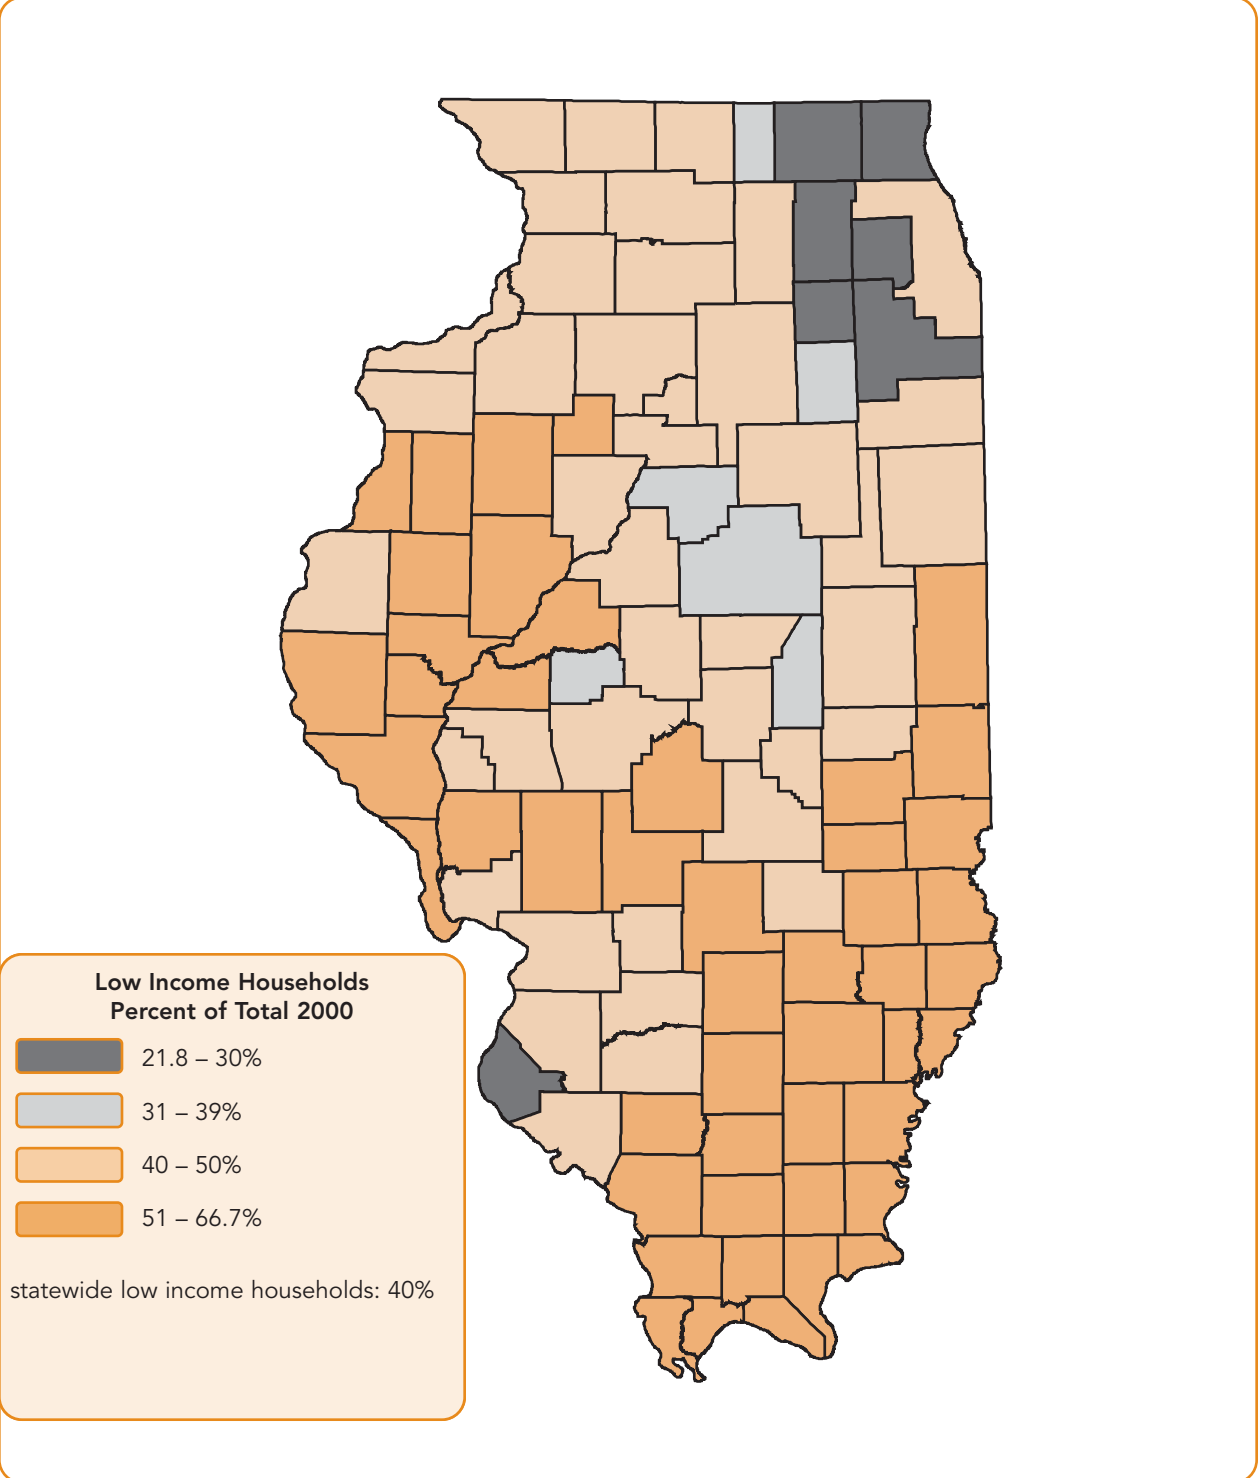 Low Income Households
Percent of Total 2000
21.8 – 30%
31 – 39%
40 – 50%
51 – 66.7%
statewide low income households: 40%